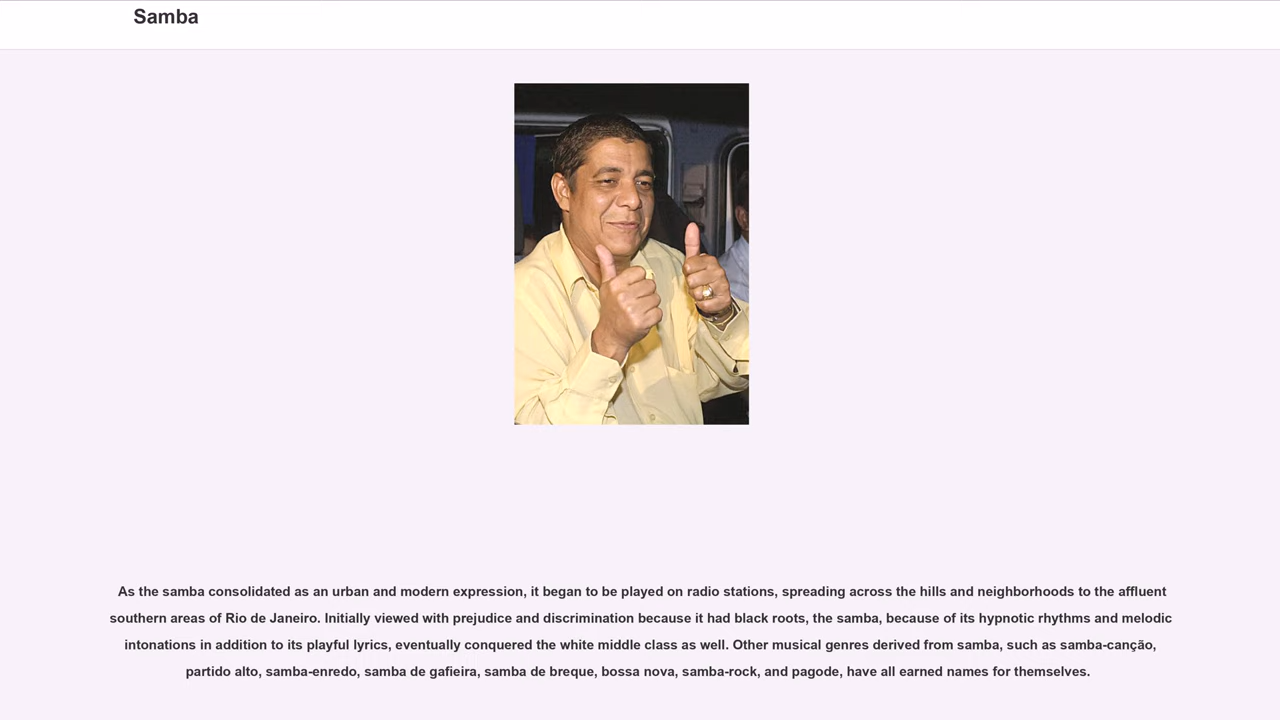 Samba
As the samba consolidated as an urban and modern expression, it began to be played on radio stations, spreading across the hills and neighborhoods to the affluent
southern areas of Rio de Janeiro. Initially viewed with prejudice and discrimination because it had black roots, the samba, because of its hypnotic rhythms and melodic
intonations in addition to its playful lyrics, eventually conquered the white middle class as well. Other musical genres derived from samba, such as samba-canção,
partido alto, samba-enredo, samba de gafieira, samba de breque, bossa nova, samba-rock, and pagode, have all earned names for themselves.